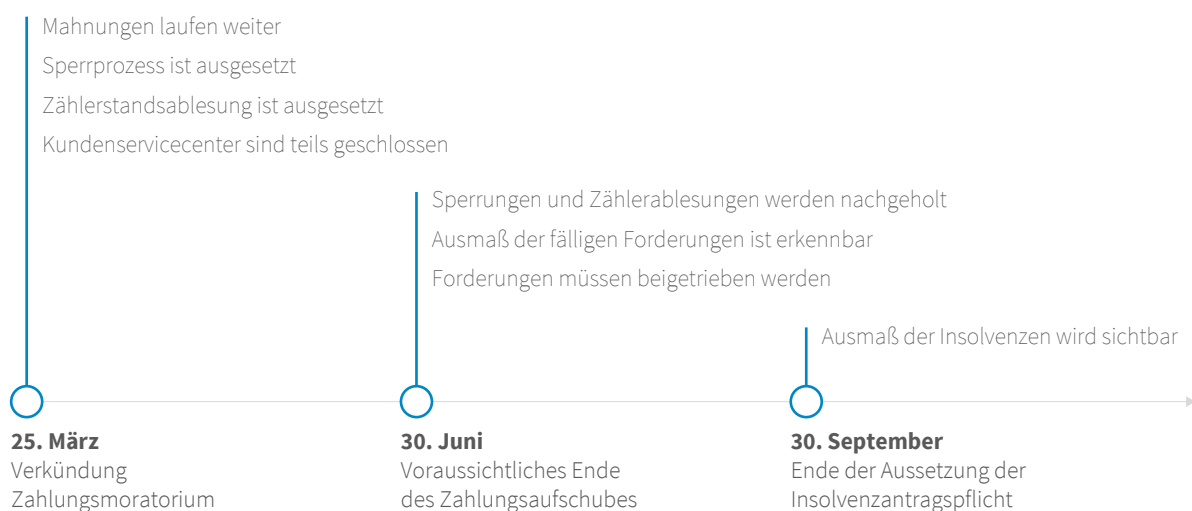 Mahnungen laufen weiter
Sperrprozess ist ausgesetzt
Zählerstandsablesung ist ausgesetzt
Kundenservicecenter sind teils geschlossen
Sperrungen und Zählerablesungen werden nachgeholt
Ausmaß der fälligen Forderungen ist erkennbar
Forderungen müssen beigetrieben werden
Ausmaß der Insolvenzen wird sichtbar
25. März
Verkündung
Zahlungsmoratorium
30. Juni
Voraussichtliches Ende
des Zahlungsaufschubes
30. September
Ende der Aussetzung der
Insolvenzantragspflicht